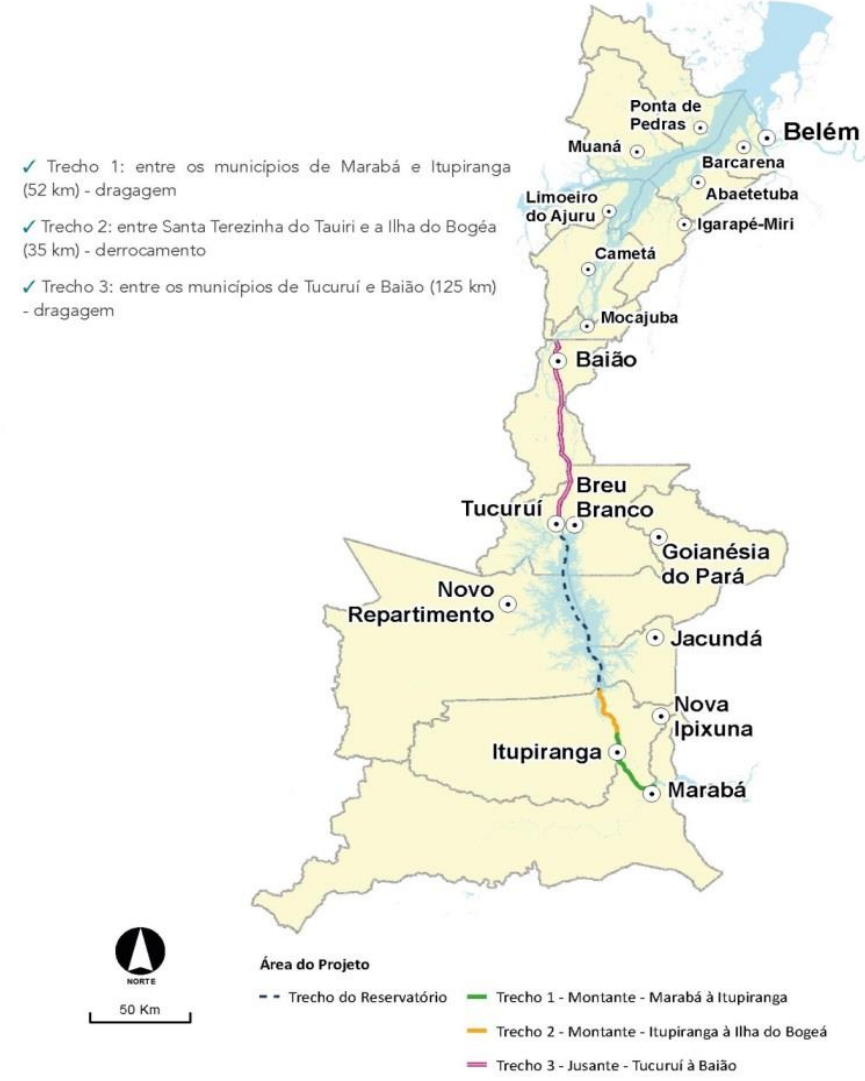 Ponta de
Pedras
Belém
Muaná
Barcarena
✓ Trecho 1: entre os municípios de Marabá e Itupiranga
(52 km) - dragagem
Abaetetuba
Limoeiro
do Ajuru
✓ Trecho 2: entre Santa Terezinha do Tauiri e a Ilha do Bogéa
(35 km) - derrocamento
Igarapé-Miri
Cametá
✓ Trecho 3: entre os municípios de Tucuruí e Baião (125 km)
- dragagem
Mocajuba
Baião
Breu
Branco
Tucuruí
Goianésia
do Pará
Novo
Repartimento
Jacundá
Nova
Ipixuna
Itupiranga
Marabá
NORTE
50 Km
Área do Projeto
Trecho do Reservatório
Trecho 1 - Montante - Marabá à Itupiranga
Trecho 2 - Montante - Itupiranga à Ilha do Bogeá
Trecho 3 - Jusante - Tucuruí à Baião